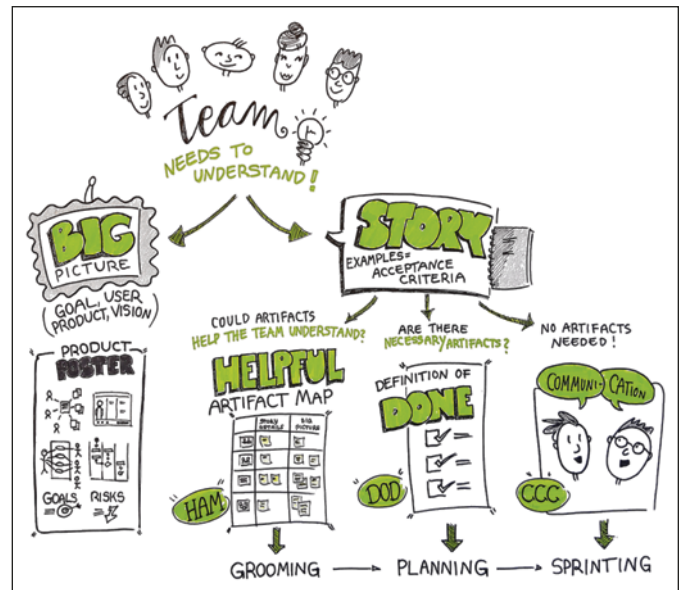 Team
NEEDS TO
UNDERSTAND!
BIG
PICTURE
(GOAL, USER
PRODUCT, VISION)
PRODUCT
POSTER
GOALS
RISKS
STORY
EXAMPLES=
ACCEPTANCE
CRITERIA
COULD ARTIFACTS
HELP THE TEAM UNDERSTAND?
HELPFUL
ARTIFACT MAP
STORY
DETAILS
BIG
PICTURE
HAM
ARE THERE
NECESSARY ARTIFACTS?
DEFINITION OF
DONE
DOD
NO ARTIFACTS
NEEDED!
COMMUNI-CATION
CCC
GROOMING
PLANNING
SPRINTING